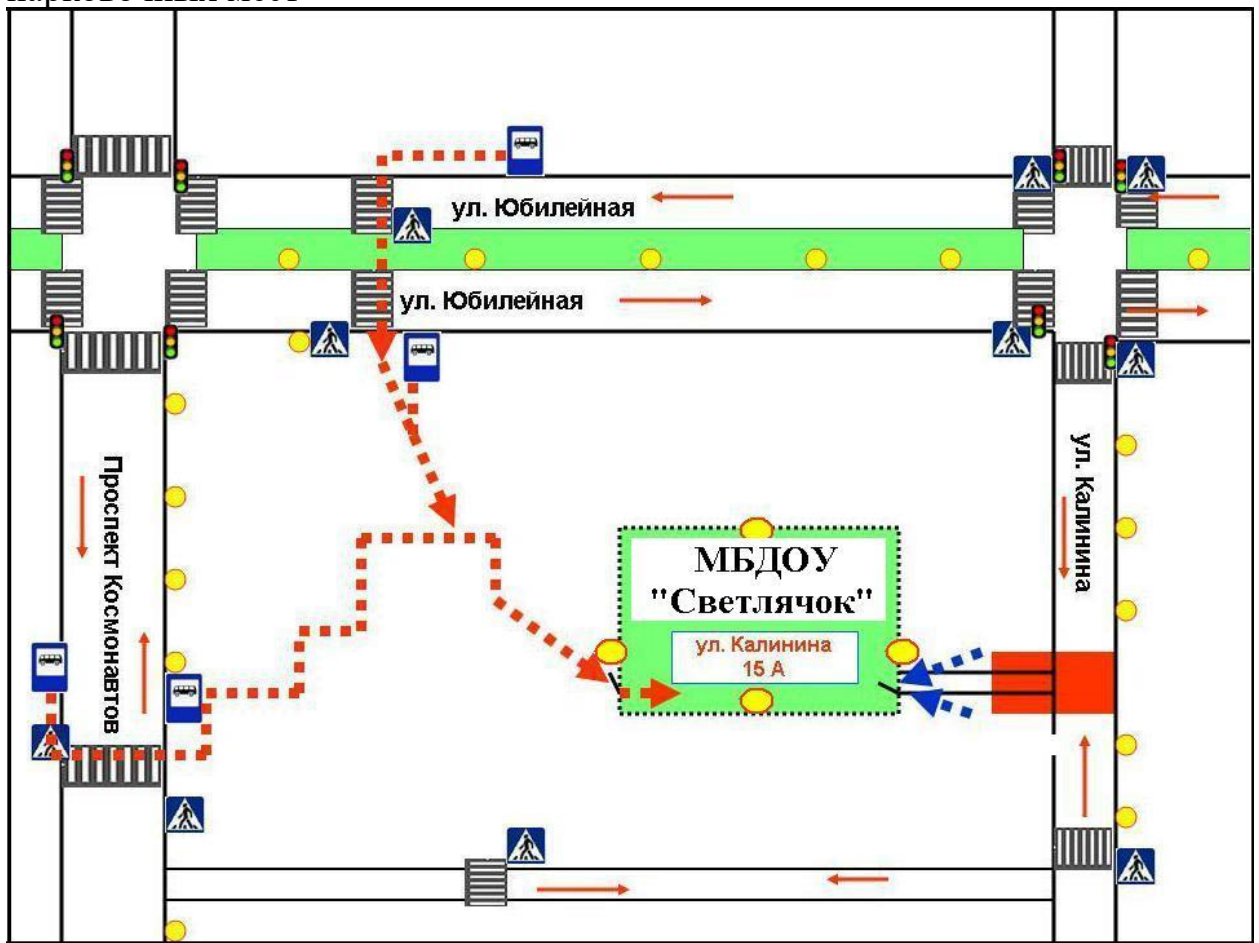 ул. Юбилейная
ул. Юбилейная
Проспект Космонавтов
ул. Калинина
МБДОУ
"Светлячок"
ул. Калинина
15 А